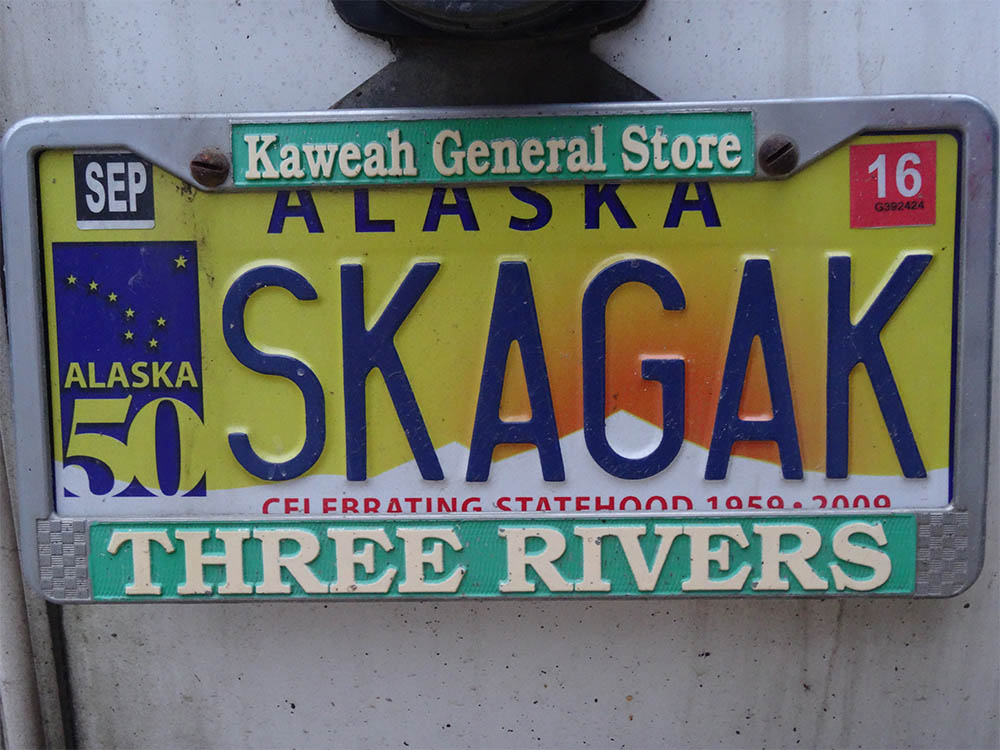 Kaweah General Store
SEP
ALASKA
16
G392424
ALASKA
50
SKAGAK
CELEBRATING STATEHOOD 1959 • 2009
THREE RIVERS